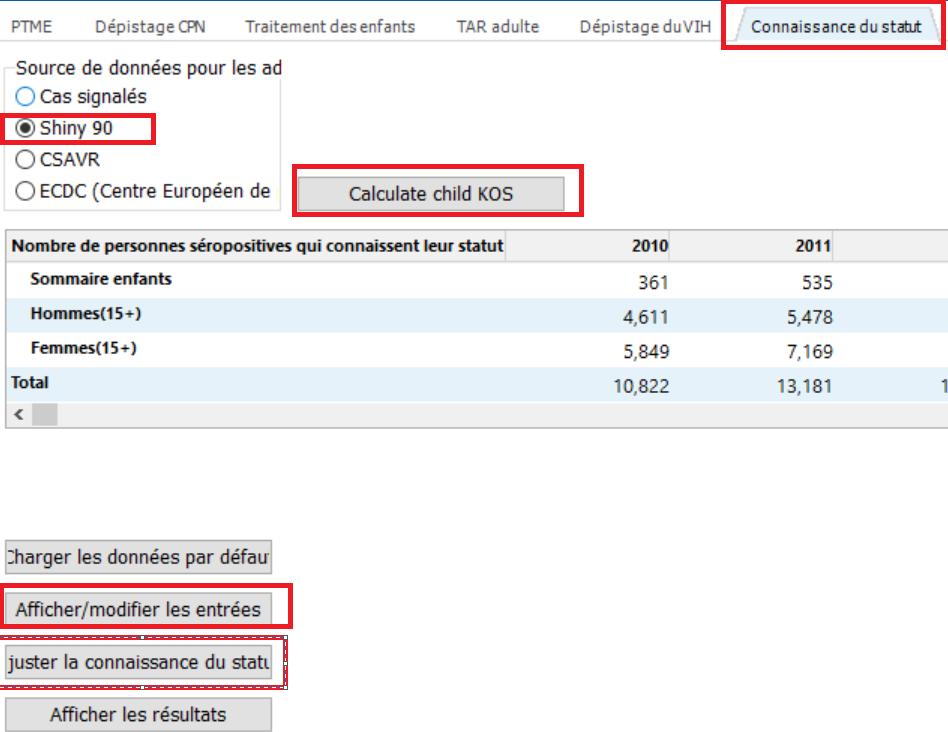 PTME Dépistage CPN Traitement des enfants TAR adulte Dépistage du VIH Connaissance du statut
Source de données pour les ad
Cas signalés
Shiny 90
CSAVR
ECDC (Centre Européen de
Calculate child KOS
Nombre de personnes séropositives qui connaissent leur statut 2010 2011
Sommaire enfants 361 535
Hommes(15+) 4,611 5,478
Femmes(15+) 5,849 7,169
Total 10,822 13,181 1
Charger les données par défau
Afficher/modifier les entrées
juster la connaissance du statu
Afficher les résultats